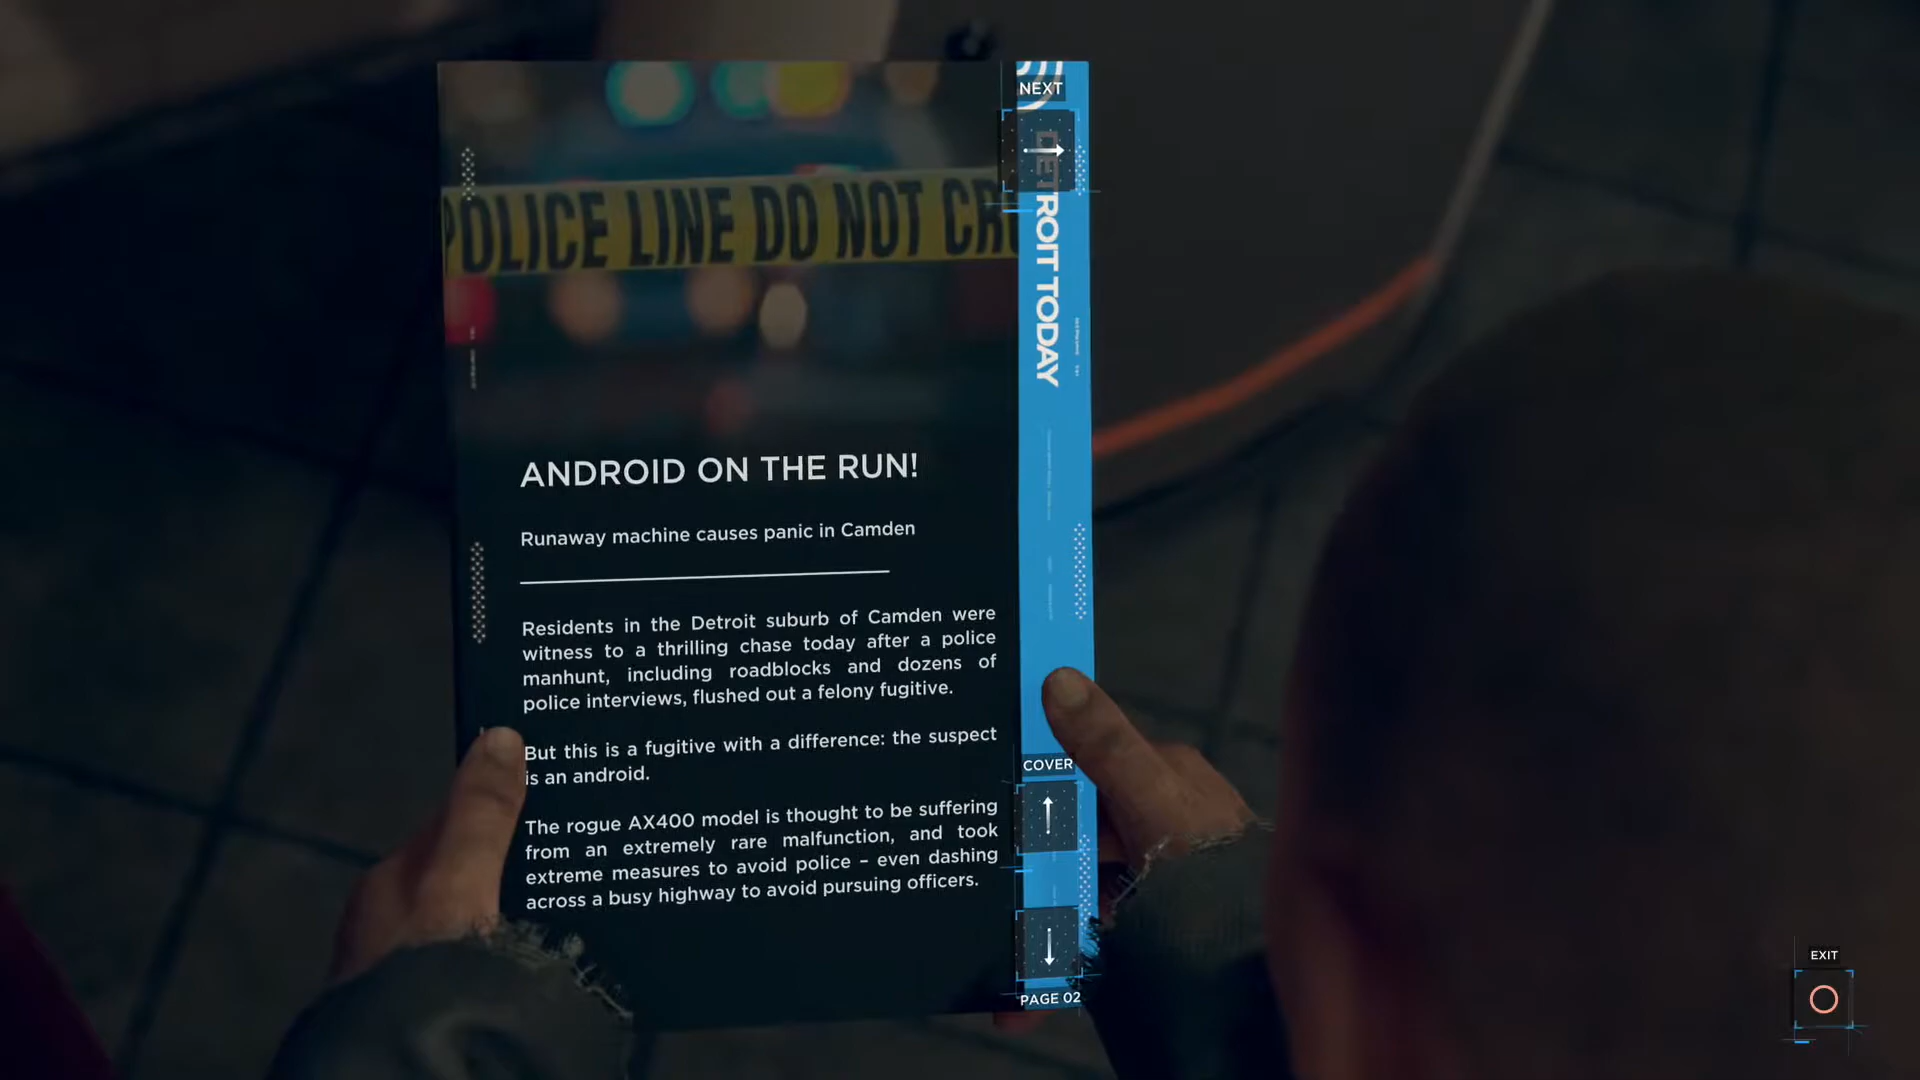 NEXT
DETROIT TODAY
POLICE LINE DO NOT
ANDROID ON THE RUN!
Runaway machine causes panic in Camden
Residents in the Detroit suburb of Camden were
witness to a thrilling chase today after a police
manhunt, including roadblocks and dozens of
police interviews, flushed out a felony fugitive.
But this is a fugitive with a difference: the suspect
is an android.
The rogue AX400 model is thought to be suffering
from an extremely rare malfunction, and took
extreme measures to avoid police – even dashing
across a busy highway to avoid pursuing officers.
COVER
PAGE 02
EXIT